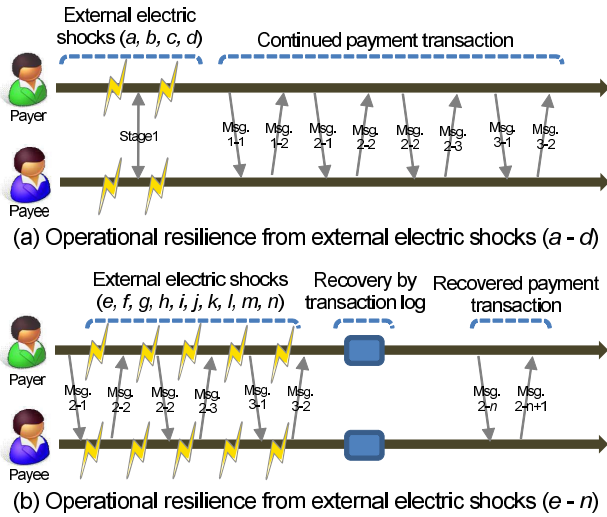 External electric
shocks (a, b, c, d)
Continued payment transaction
Payer
Stage1
Msg.
1-1
Msg.
1-2
Msg.
2-1
Msg.
2-2
Msg.
2-2
Msg.
2-3
Msg.
3-1
Msg.
3-2
Payee
(a) Operational resilience from external electric shocks (a - d)
External electric shocks
(e, f, g, h, i, j, k, l, m, n)
Recovery by
transaction log
Recovered payment
transaction
Payer
Msg.
2-1
Msg.
2-2
Msg.
2-2
Msg.
2-3
Msg.
3-1
Msg.
3-2
Msg.
2-n
Msg.
2-n+1
Payee
(b) Operational resilience from external electric shocks (e - n)